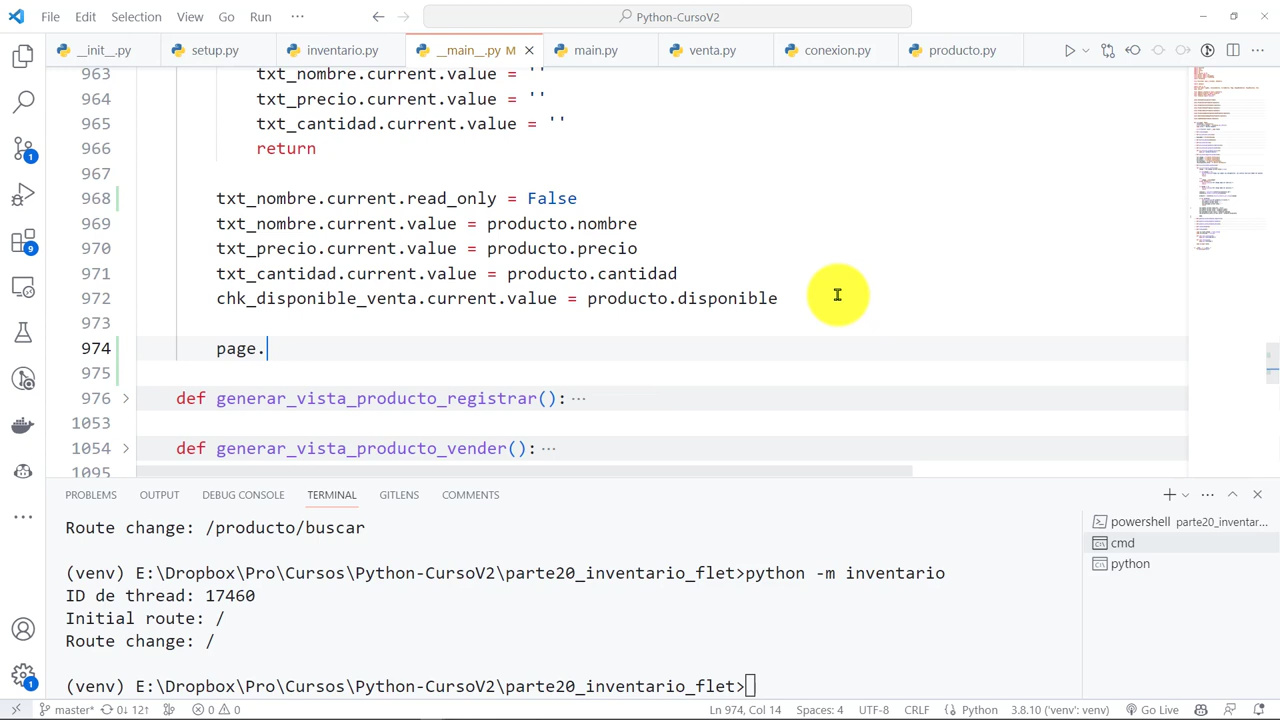 File Edit Selection View Go Run ··· Python-CursoV2
__init__.py setup.py inventario.py __main__.py M main.py venta.py conexion.py producto.py
963 txt_nombre.current.value = ''
964 txt_precio.current.value = ''
965 txt_cantidad.current.value = ''
966 return
967
txt_nombre.current.read_only = False
txt_nombre.current.value = producto.nombre
970 txt_precio.current.value = producto.precio
971 txt_cantidad.current.value = producto.cantidad
972 chk_disponible_venta.current.value = producto.disponible
973
974 page.
975
976 def generar_vista_producto_registrar(): ···
1053
1054 def generar_vista_producto_vender(): ···
1095
PROBLEMS OUTPUT DEBUG CONSOLE TERMINAL GITLENS COMMENTS
Route change: /producto/buscar
powershell parte20_inventar...
cmd
python
(venv) E:\Dropbox\Pro\Cursos\Python-CursoV2\parte20_inventario_flet>python -m inventario
ID de thread: 17460
Initial route: /
Route change: /
(venv) E:\Dropbox\Pro\Cursos\Python-CursoV2\parte20_inventario_flet>
master* 0↓ 12↑ 0 0 Ln 974, Col 14 Spaces: 4 UTF-8 CRLF Python 3.8.10 ('venv': venv) Go Live